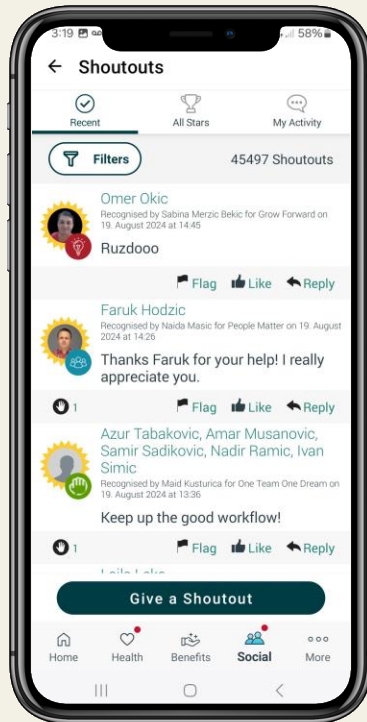 3:19 58%
Shoutouts
Recent All Stars My Activity
Filters 45497 Shoutouts
Omer Okic
Recognised by Sabina Merzic Bekic for Grow Forward on
19. August 2024 at 14:45
Ruzdooo
Flag Like Reply
Faruk Hodzic
Recognised by Naida Masic for People Matter on 19. August
2024 at 14:26
Thanks Faruk for your help! I really
appreciate you.
1 Flag Like Reply
Azur Tabakovic, Amar Musanovic,
Samir Sadikovic, Nadir Ramic, Ivan
Simic
Recognised by Maid Kusturica for One Team One Dream on
19. August 2024 at 13:36
Keep up the good workflow!
1 Flag Like Reply
Give a Shoutout
Home Health Benefits Social More